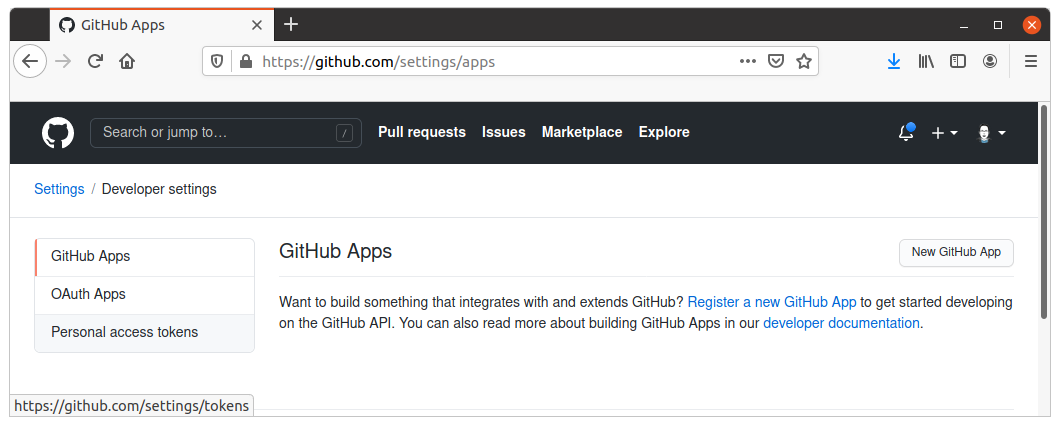 GitHub Apps
https://github.com/settings/apps
Search or jump to…
/
Pull requests
Issues
Marketplace
Explore
Settings / Developer settings
GitHub Apps
OAuth Apps
Personal access tokens
GitHub Apps
New GitHub App
Want to build something that integrates with and extends GitHub? Register a new GitHub App to get started developing
on the GitHub API. You can also read more about building GitHub Apps in our developer documentation.
https://github.com/settings/tokens